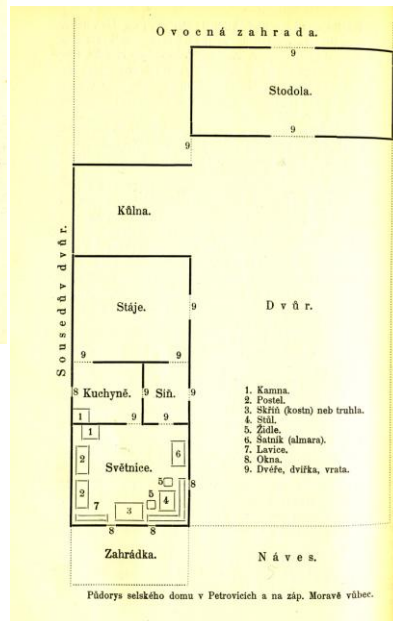 Ovocná zahrada.
9
Stodola.
9
9
Kůlna.
Sousedův dvůr.
Stáje.
9
Dvůr.
9
9
8
Kuchyně.
9
Síň.
9
1
9
9
1
2
Světnice.
6
2
7
3
5
5
4
8
8
8
1. Kamna.
2. Postel.
3. Skříň (kostn) neb truhla.
4. Stůl.
5. Židle.
6. Šatník (almara).
7. Lavice.
8. Okna.
9. Dvéře, dvířka, vrata.
Zahrádka.
Náves.
Půdorys selského domu v Petrovicích a na záp. Moravě vůbec.